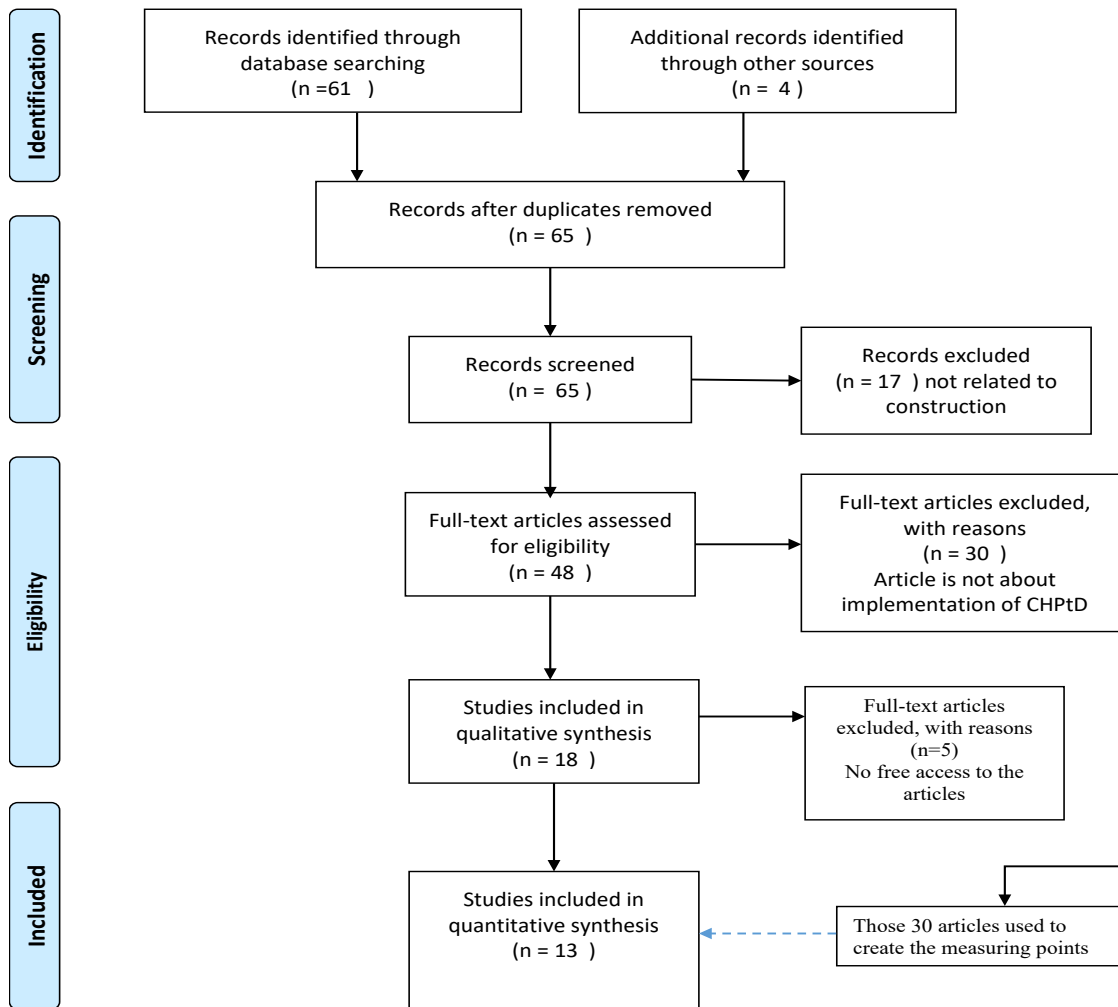 Identification
Records identified through
database searching
(n =61 )
Additional records identified
through other sources
(n = 4 )
Records after duplicates removed
(n = 65 )
Screening
Records screened
(n = 65 )
Records excluded
(n = 17 ) not related to
construction
Eligibility
Full-text articles assessed
for eligibility
(n = 48 )
Full-text articles excluded,
with reasons
(n = 30 )
Article is not about
implementation of CHPtD
Studies included in
qualitative synthesis
(n = 18 )
Full-text articles
excluded, with reasons
(n=5)
No free access to the
articles
Included
Studies included in
quantitative synthesis
(n = 13 )
Those 30 articles used to
create the measuring points